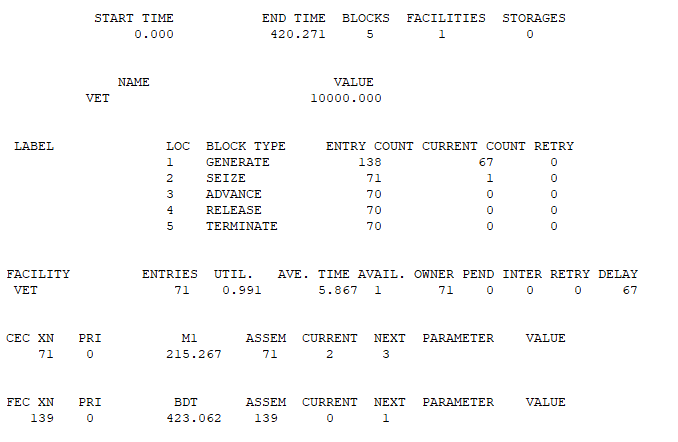 START TIME END TIME BLOCKS FACILITIES STORAGES
0.000 420.271 5 1 0
NAME VALUE
VET 10000.000
LABEL LOC BLOCK TYPE ENTRY COUNT CURRENT COUNT RETRY
1 GENERATE 138 67 0
2 SEIZE 71 1 0
3 ADVANCE 70 0 0
4 RELEASE 70 0 0
5 TERMINATE 70 0 0
FACILITY ENTRIES UTIL. AVE. TIME AVAIL. OWNER PEND INTER RETRY DELAY
VET 71 0.991 5.867 1 71 0 0 0 67
CEC XN PRI M1 ASSEM CURRENT NEXT PARAMETER VALUE
71 0 215.267 71 2 3
FEC XN PRI BDT ASSEM CURRENT NEXT PARAMETER VALUE
139 0 423.062 139 0 1